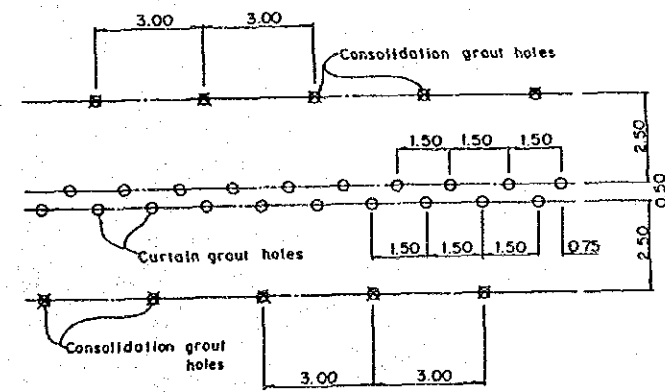 3.00 3.00
Consolidation grout holes
2.50
1.50 1.50 1.50
0.50
Curtain grout holes
1.50 1.50 1.50 0.75
2.50
Consolidation grout
holes
3.00 3.00